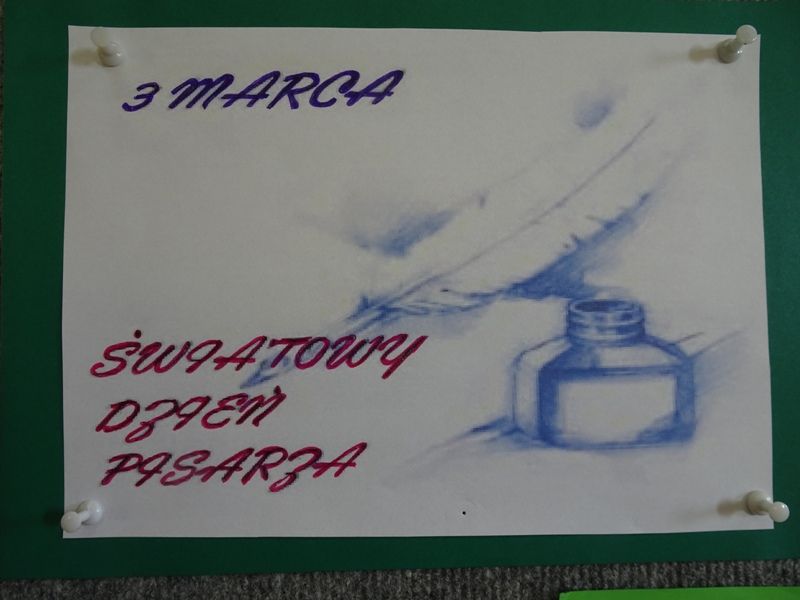 3 MARCA
ŚWIATOWY
DZIEŃ
PISARZA